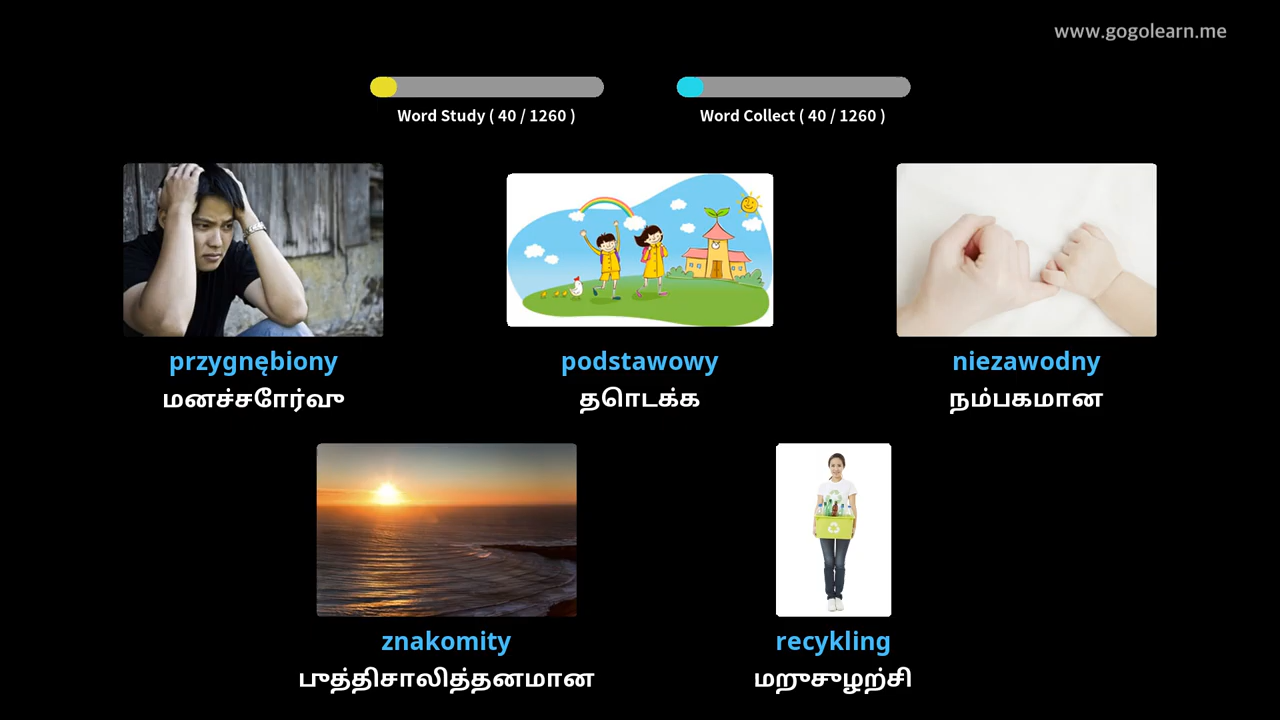 www.gogolearn.me
Word Study ( 40 / 1260 )
Word Collect ( 40 / 1260 )
przygnębiony
மனச்சோர்வு
podstawowy
தொடக்க
niezawodny
நம்பகமான
znakomity
புத்திசாலித்தனமான
recykling
மறுசுழற்சி